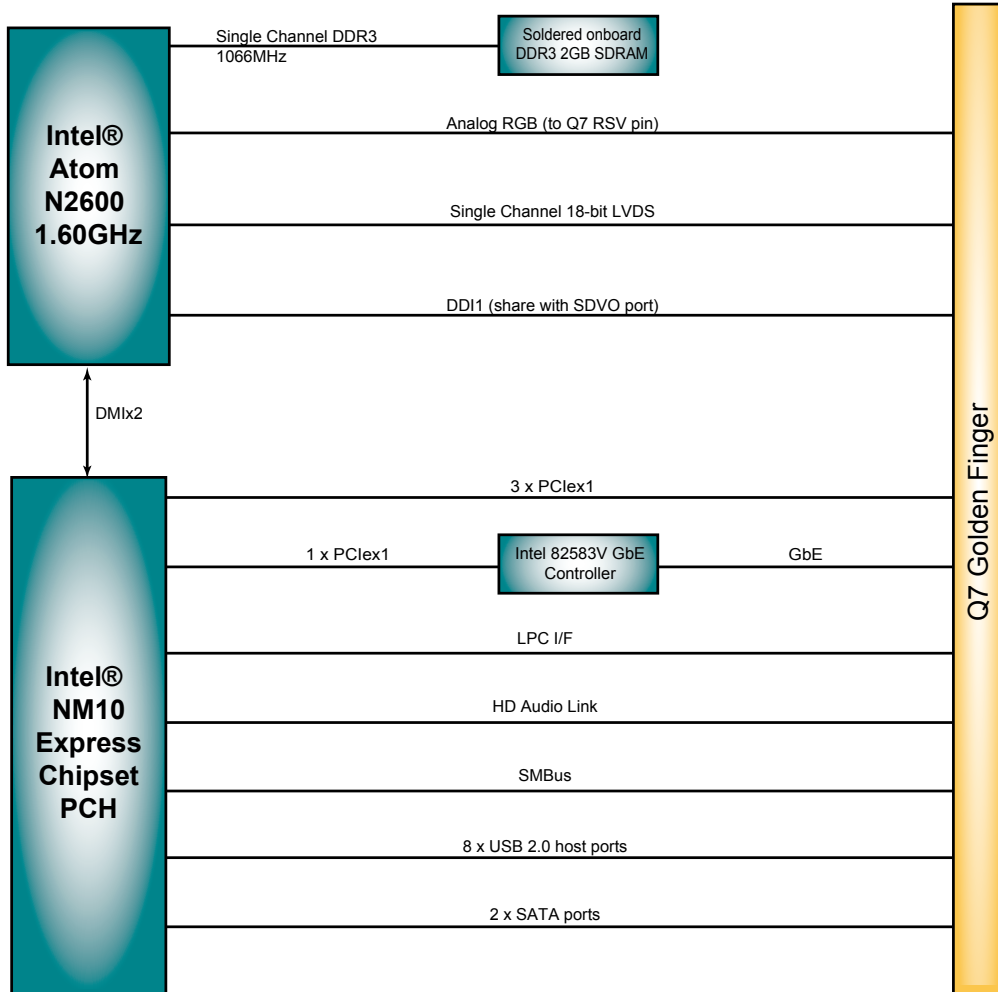 Single Channel DDR3
1066MHz
Soldered onboard
DDR3 2GB SDRAM
Intel®
Atom
N2600
1.60GHz
Analog RGB (to Q7 RSV pin)
Single Channel 18-bit LVDS
DDI1 (share with SDVO port)
DMIx2
Q7 Golden Finger
Intel®
NM10
Express
Chipset
PCH
3 x PCIex1
1 x PCIex1
Intel 82583V GbE
Controller
GbE
LPC I/F
HD Audio Link
SMBus
8 x USB 2.0 host ports
2 x SATA ports